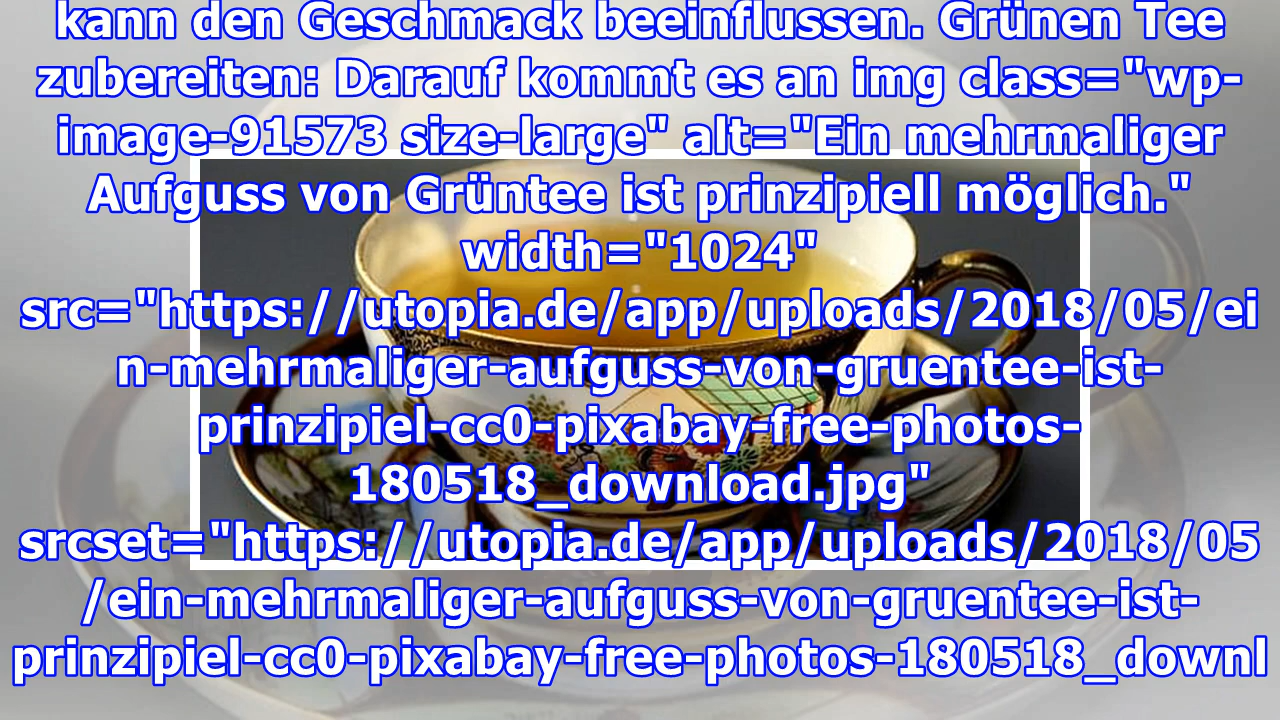 kann den Geschmack beeinflussen. Grünen Tee
zubereiten: Darauf kommt es an img class="wp-
image-91573 size-large" alt="Ein mehrmaliger
Aufguss von Grüntee ist prinzipiell möglich."
width="1024"
src="https://utopia.de/app/uploads/2018/05/ei
n-mehrmaliger-aufguss-von-gruentee-ist-
prinzipiel-cc0-pixabay-free-photos-
180518_download.jpg"
srcset="https://utopia.de/app/uploads/2018/05
/ein-mehrmaliger-aufguss-von-gruentee-ist-
prinzipiel-cc0-pixabay-free-photos-180518_downl